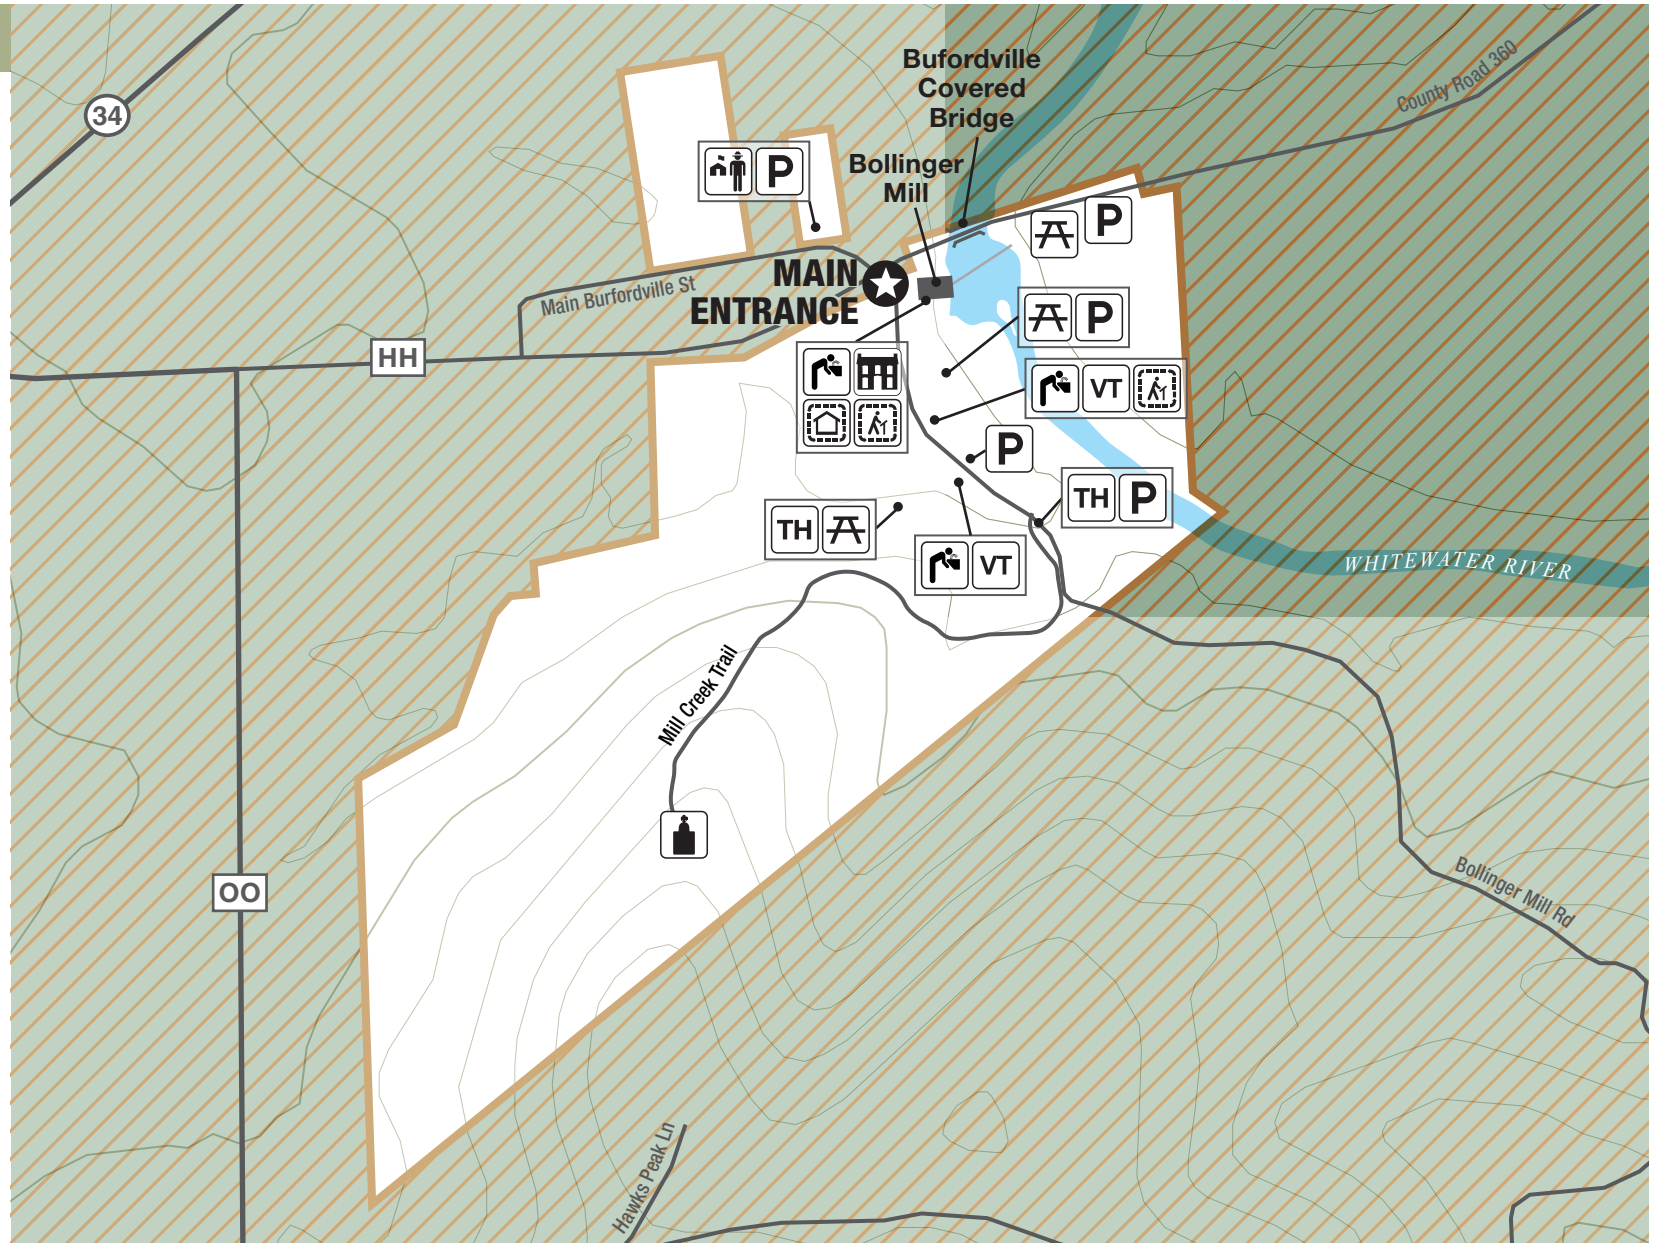 Bufordville
Covered
Bridge
County Road 360
34
P
Bollinger
Mill
P
MAIN
ENTRANCE
Main Burfordville St
P
HH
VT
P
TH
P
TH
VT
WHITEWATER RIVER
Mill Creek Trail
OO
Bollinger Mill Rd
Hawks Peak Ln